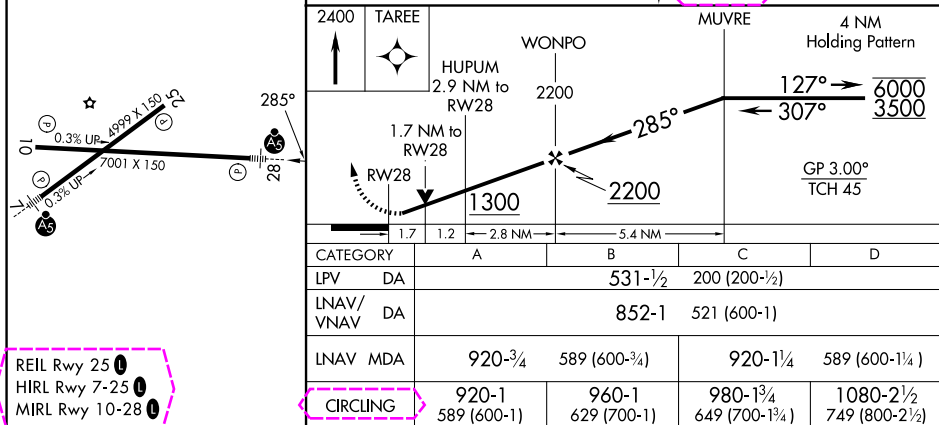 4999 X 150
25
285°
P
P
0.3% UP
10
A5
7001 X 150
28
P
P
0.3% UP
7
A5
REIL Rwy 25 L
HIRL Rwy 7-25 L
MIRL Rwy 10-28 L
2400
TAREE
MUVRE
4 NM
Holding Pattern
WONPO
HUPUM
2.9 NM to
RW28
2200
127°
6000
307°
3500
285°
1.7 NM to
RW28
RW28
GP 3.00°
TCH 45
1300
2200
1.7 1.2 2.8 NM 5.4 NM
CATEGORY A B C D
LPV DA 531-½ 200 (200-½)
LNAV/
VNAV DA 852-1 521 (600-1)
LNAV MDA 920-¾ 589 (600-¾) 920-1¼ 589 (600-1¼)
CIRCLING 920-1 960-1 980-1¾ 1080-2½
589 (600-1) 629 (700-1) 649 (700-1¾) 749 (800-2½)